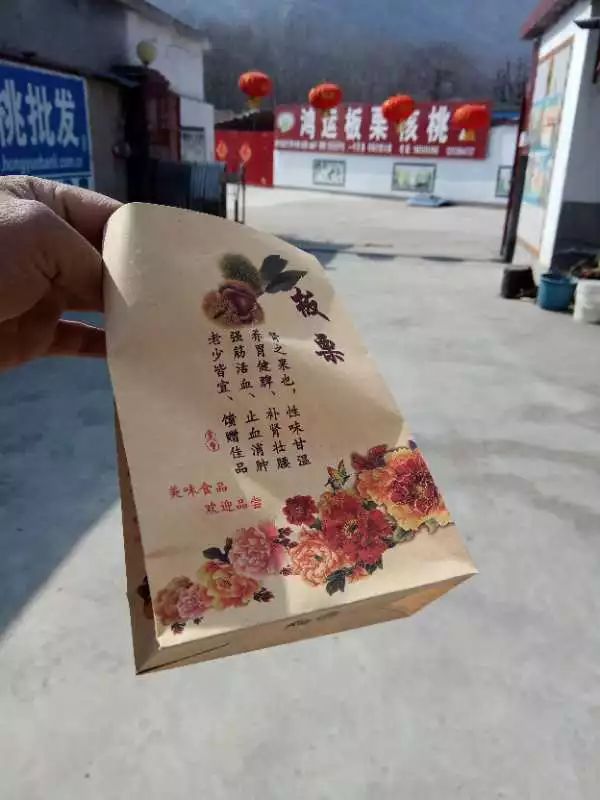 桃批发
鸿运板栗核桃
板栗
之果也，性味甘温
养胃健脾、补肾壮腰
强筋活血、止血消肿
老少皆宜、馈赠佳品
美味食品
欢迎品尝